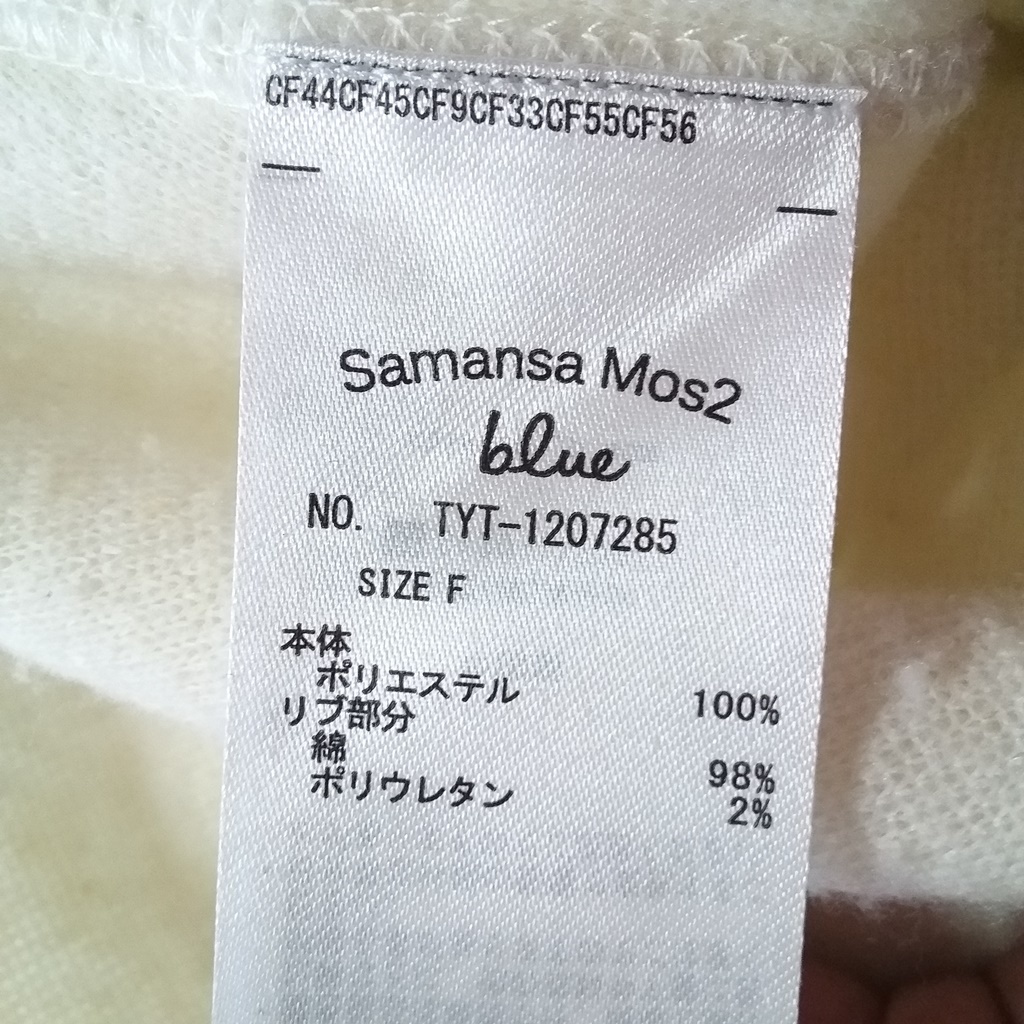 CF44CF45CF9CF33CF55CF56
Samansa Mos2
blue
NO. TYT-1207285
SIZE F
本体
ポリエステル 100%
リブ部分
綿 98%
ポリウレタン 2%